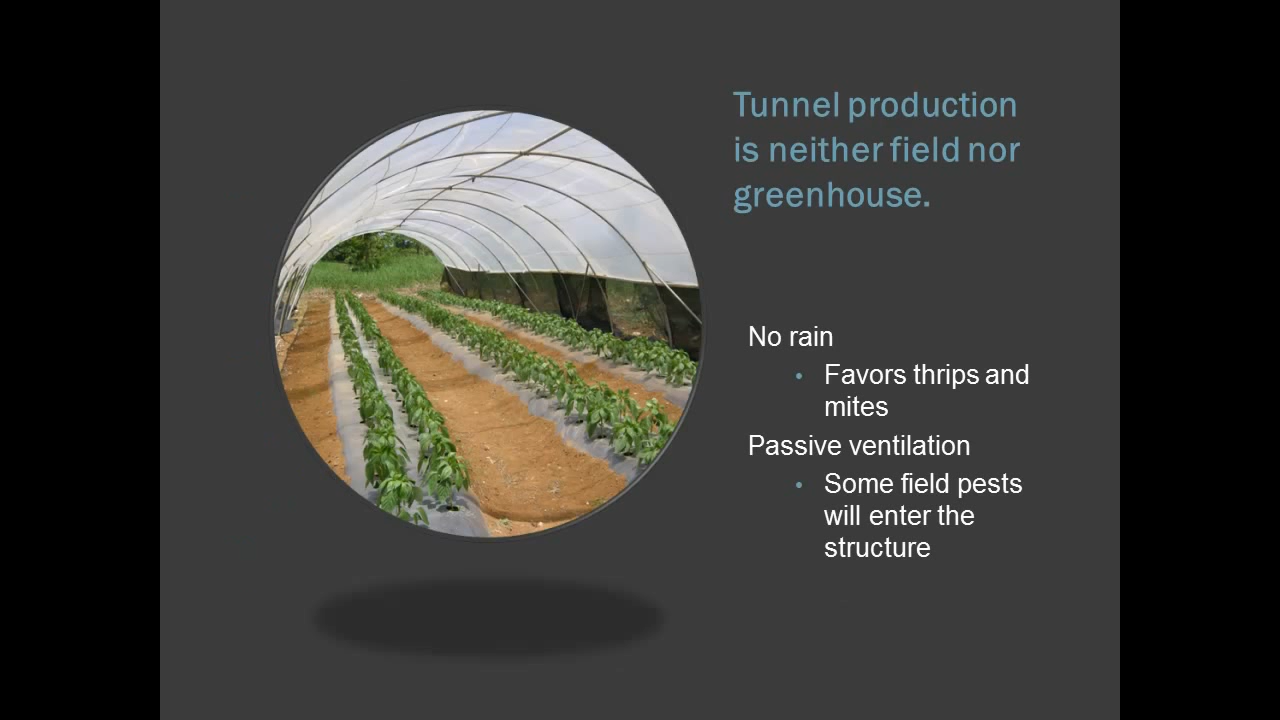 Tunnel production
is neither field nor
greenhouse.
No rain
• Favors thrips and
mites
Passive ventilation
• Some field pests
will enter the
structure